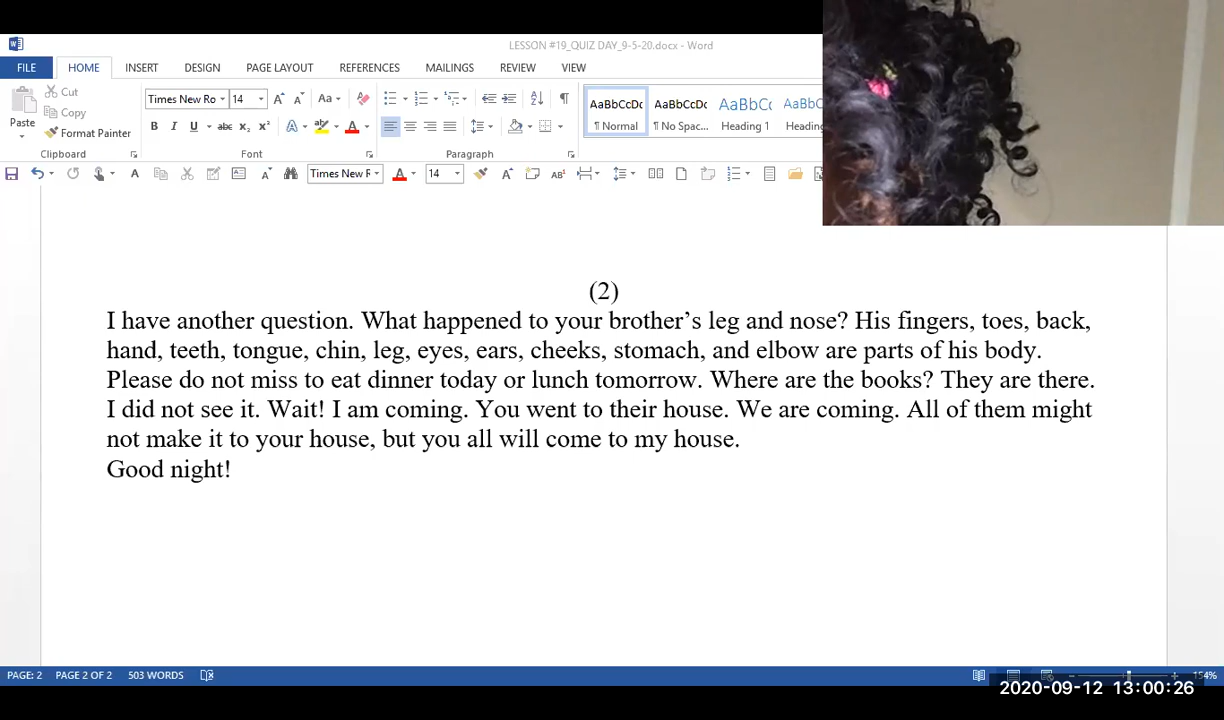 LESSON #19_QUIZ DAY_9-5-20.docx - Word
FILE HOME INSERT DESIGN PAGE LAYOUT REFERENCES MAILINGS REVIEW VIEW
Cut
Copy
Format Painter
Paste
Times New Ro 14
Aa
B I U abc x₂ x²
A A
AaBbCcDc AaBbCcDc AaBbCc AaBbCc
¶ Normal ¶ No Spac... Heading 1 Heading
Clipboard Font Paragraph
Times New R 14
(2)
I have another question. What happened to your brother’s leg and nose? His fingers, toes, back,
hand, teeth, tongue, chin, leg, eyes, ears, cheeks, stomach, and elbow are parts of his body.
Please do not miss to eat dinner today or lunch tomorrow. Where are the books? They are there.
I did not see it. Wait! I am coming. You went to their house. We are coming. All of them might
not make it to your house, but you all will come to my house.
Good night!
PAGE: 2 PAGE 2 OF 2 503 WORDS 154%
2020-09-12 13:00:26